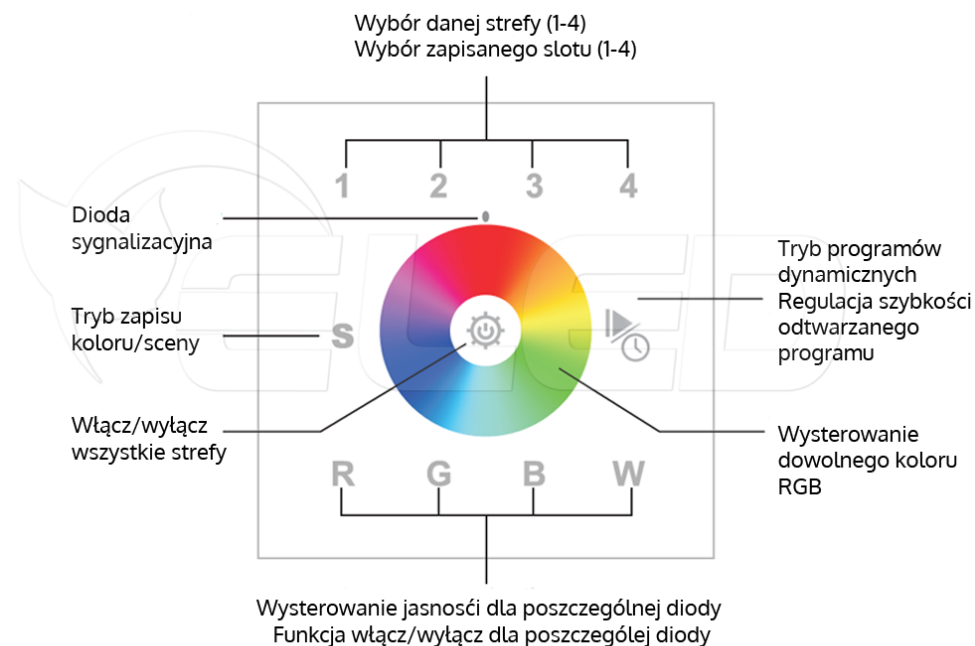 Wybór danej strefy (1-4)
Wybór zapisanego slotu (1-4)
1 2 3 4
Dioda
sygnalizacyjna
Tryb programów
dynamicznych
Regulacja szybkości
odtwarzanego
programu
Tryb zapisu
koloru/sceny
S
Włącz/wyłącz
wszystkie strefy
Wysterowanie
dowolnego koloru
RGB
R G B W
Wysterowanie jasnośći dla poszczególnej diody
Funkcja włącz/wyłącz dla poszczególej diody
ELLED